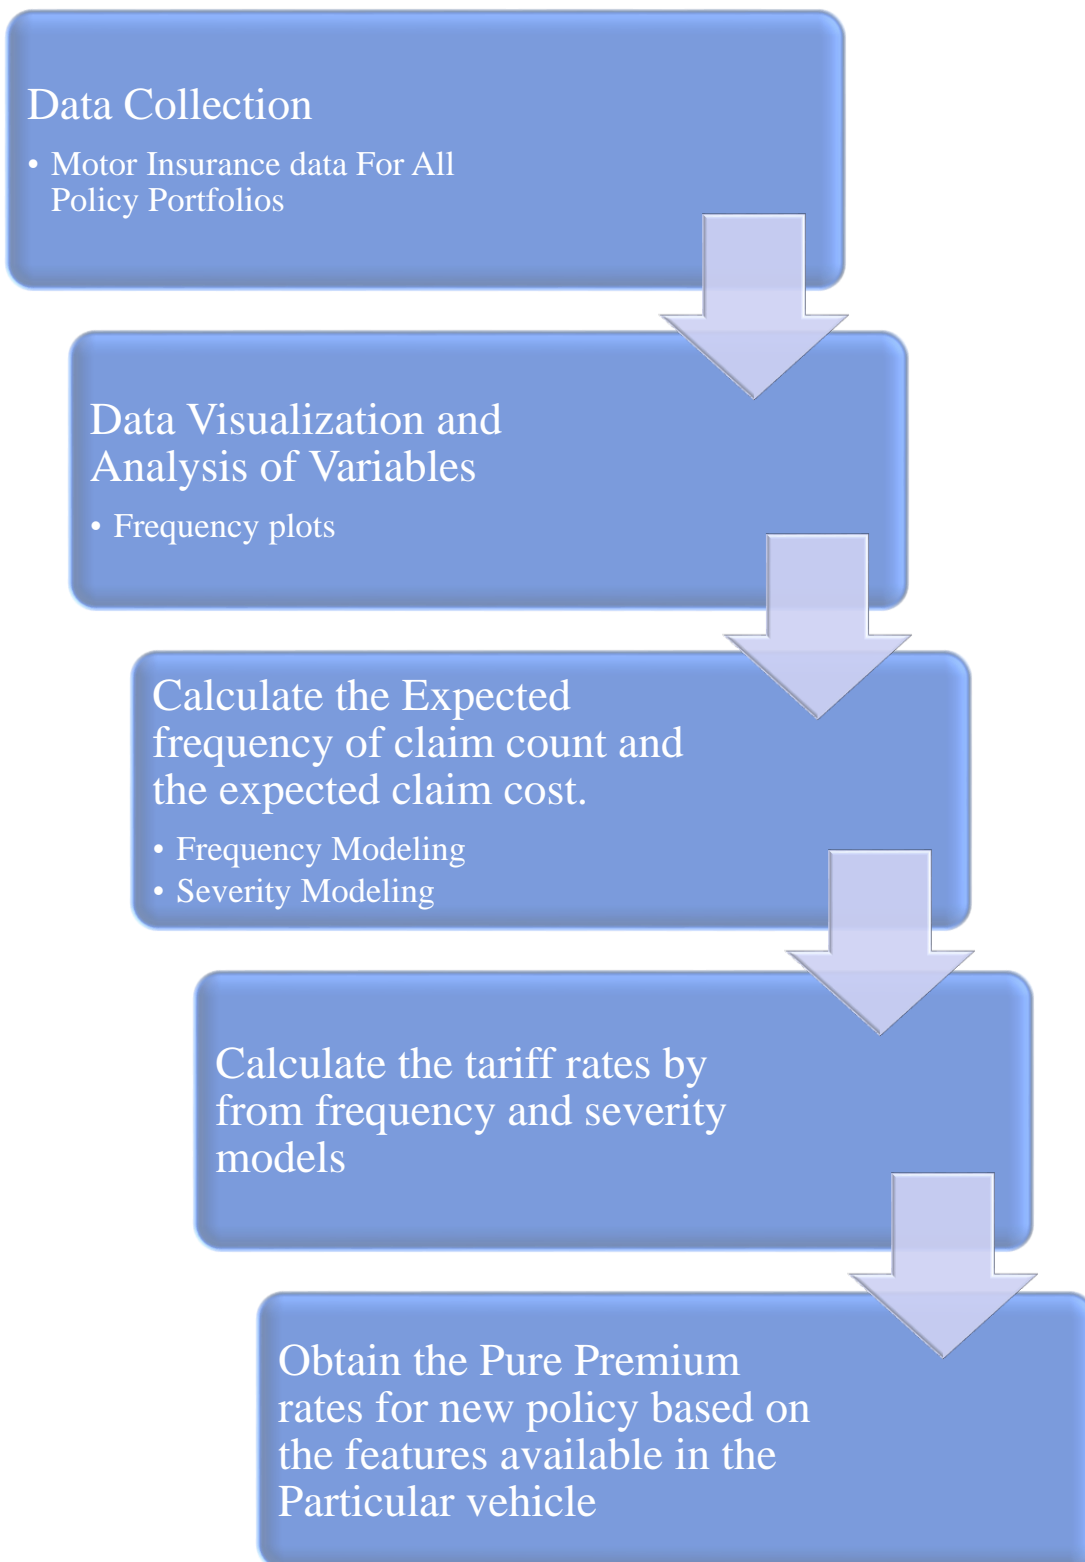 Data Collection
• Motor Insurance data For All
Policy Portfolios
Data Visualization and
Analysis of Variables
• Frequency plots
Calculate the Expected
frequency of claim count and
the expected claim cost.
• Frequency Modeling
• Severity Modeling
Calculate the tariff rates by
from frequency and severity
models
Obtain the Pure Premium
rates for new policy based on
the features available in the
Particular vehicle